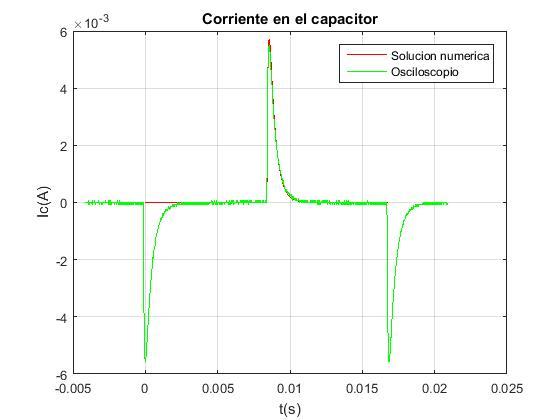 Corriente en el capacitor
×10⁻³
6
4
2
0
-2
-4
-6
Ic(A)
-0.005 0 0.005 0.01 0.015 0.02 0.025
t(s)
Solucion numerica
Osciloscopio